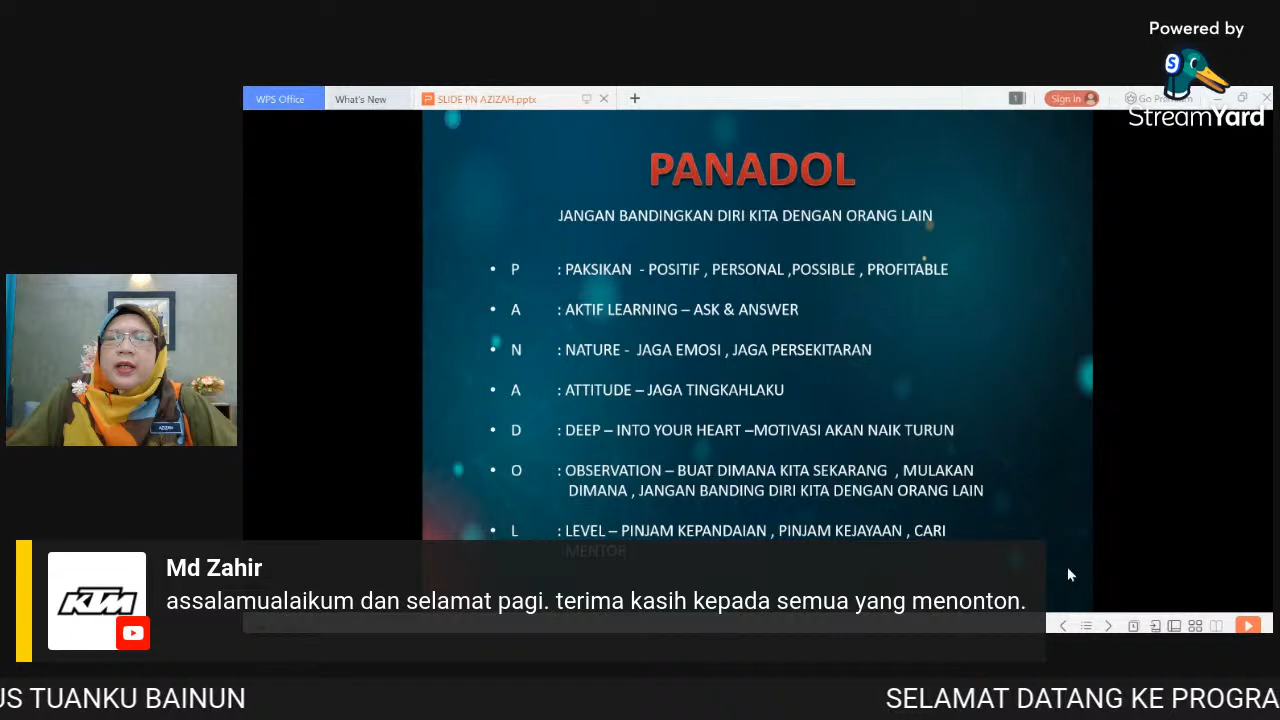 Powered by
StreamYard
WPS Office
What's New
SLIDE PN AZIZAH.pptx
Sign in
PANADOL
JANGAN BANDINGKAN DIRI KITA DENGAN ORANG LAIN
• P : PAKSIKAN - POSITIF , PERSONAL ,POSSIBLE , PROFITABLE
• A : AKTIF LEARNING – ASK & ANSWER
• N : NATURE - JAGA EMOSI , JAGA PERSEKITARAN
• A : ATTITUDE – JAGA TINGKAHLAKU
• D : DEEP – INTO YOUR HEART –MOTIVASI AKAN NAIK TURUN
• O : OBSERVATION – BUAT DIMANA KITA SEKARANG , MULAKAN
DIMANA , JANGAN BANDING DIRI KITA DENGAN ORANG LAIN
• L : LEVEL – PINJAM KEPANDAIAN , PINJAM KEJAYAAN , CARI
MENTOR
AZIZAH
KTM
Md Zahir
assalamualaikum dan selamat pagi. terima kasih kepada semua yang menonton.
US TUANKU BAINUN
SELAMAT DATANG KE PROGRA